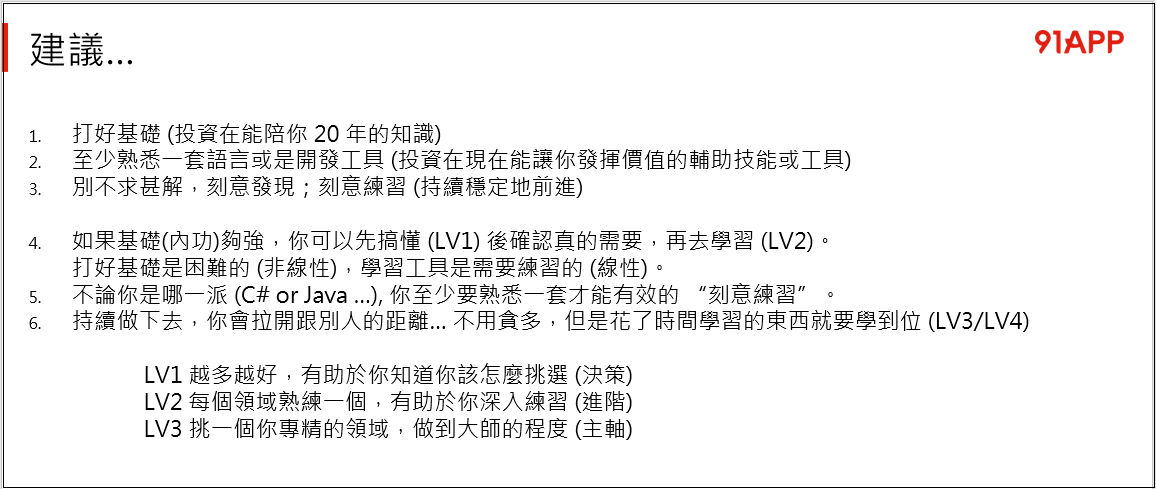 建議...
91APP
1. 打好基礎 (投資在能陪你 20 年的知識)
2. 至少熟悉一套語言或是開發工具 (投資在現在能讓你發揮價值的輔助技能或工具)
3. 別不求甚解，刻意發現；刻意練習 (持續穩定地前進)
4. 如果基礎(內功)夠強，你可以先搞懂 (LV1) 後確認真的需要，再去學習 (LV2)。
打好基礎是困難的 (非線性)，學習工具是需要練習的 (線性)。
5. 不論你是哪一派 (C# or Java ...), 你至少要熟悉一套才能有效的 “刻意練習” 。
6. 持續做下去，你會拉開跟別人的距離... 不用貪多，但是花了時間學習的東西就要學到位 (LV3/LV4)
LV1 越多越好，有助於你知道你該怎麼挑選 (決策)
LV2 每個領域熟練一個，有助於你深入練習 (進階)
LV3 挑一個你專精的領域，做到大師的程度 (主軸)